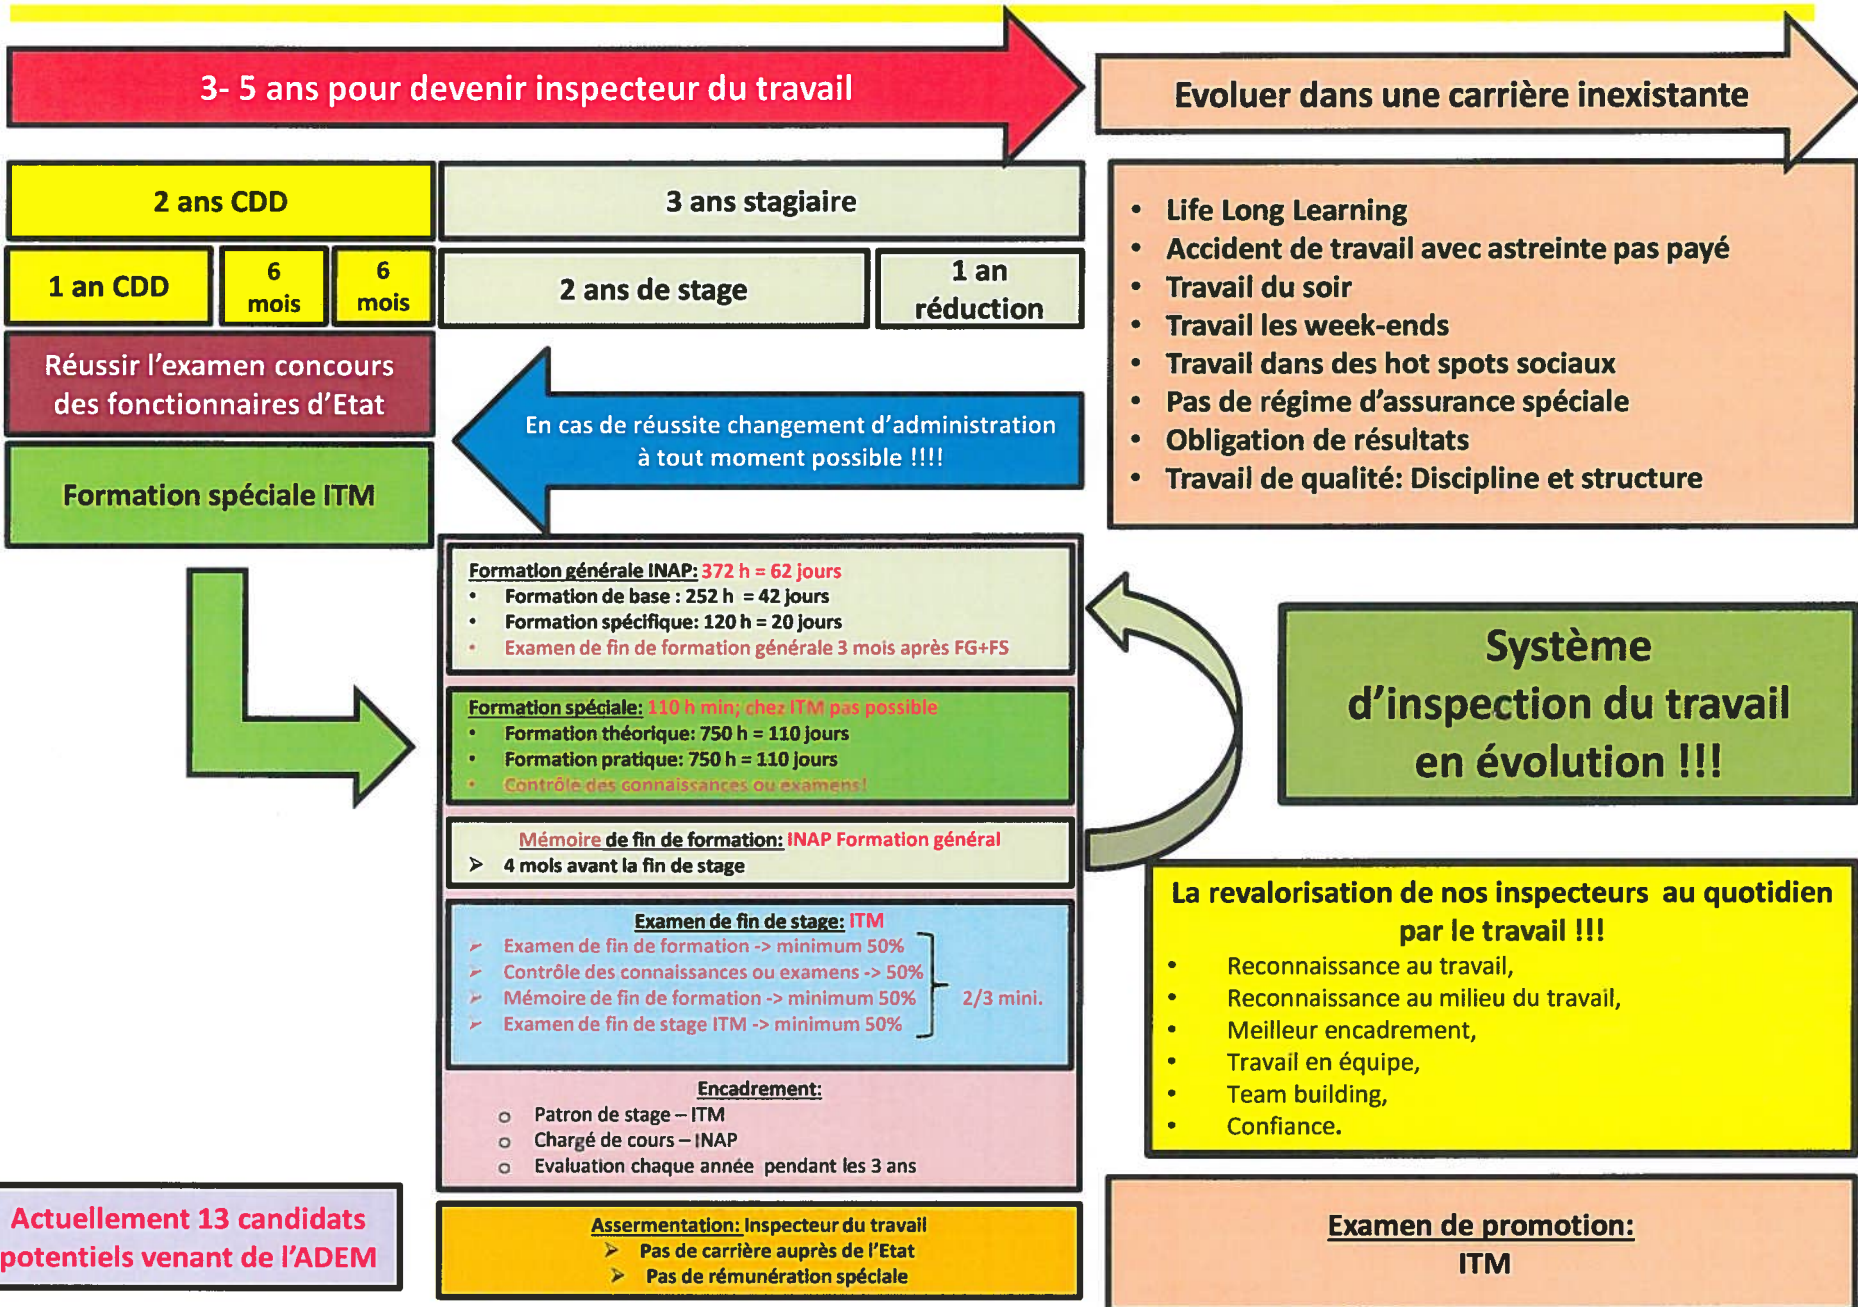 3- 5 ans pour devenir inspecteur du travail
Evoluer dans une carrière inexistante
2 ans CDD
3 ans stagiaire
1 an CDD
6
mois
6
mois
2 ans de stage
1 an
réduction
Réussir l'examen concours
des fonctionnaires d'Etat
Formation spéciale ITM
En cas de réussite changement d'administration
à tout moment possible !!!!
• Life Long Learning
• Accident de travail avec astreinte pas payé
• Travail du soir
• Travail les week-ends
• Travail dans des hot spots sociaux
• Pas de régime d'assurance spéciale
• Obligation de résultats
• Travail de qualité: Discipline et structure
Formation générale INAP: 372 h = 62 jours
• Formation de base : 252 h = 42 jours
• Formation spécifique: 120 h = 20 jours
• Examen de fin de formation générale 3 mois après FG+FS
Formation spéciale: 110 h min; chez ITM pas possible
• Formation théorique: 750 h = 110 jours
• Formation pratique: 750 h = 110 jours
• Contrôle des connaissances ou examens!
Mémoire de fin de formation: INAP Formation général
➢ 4 mois avant la fin de stage
Examen de fin de stage: ITM
➢ Examen de fin de formation -> minimum 50%
➢ Contrôle des connaissances ou examens -> 50%
➢ Mémoire de fin de formation -> minimum 50%
➢ Examen de fin de stage ITM -> minimum 50%
2/3 mini.
Encadrement:
o Patron de stage – ITM
o Chargé de cours – INAP
o Evaluation chaque année pendant les 3 ans
Assermentation: Inspecteur du travail
➢ Pas de carrière auprès de l'Etat
➢ Pas de rémunération spéciale
Système
d'inspection du travail
en évolution !!!
La revalorisation de nos inspecteurs au quotidien
par le travail !!!
• Reconnaissance au travail,
• Reconnaissance au milieu du travail,
• Meilleur encadrement,
• Travail en équipe,
• Team building,
• Confiance.
Actuellement 13 candidats
potentiels venant de l'ADEM
Examen de promotion:
ITM